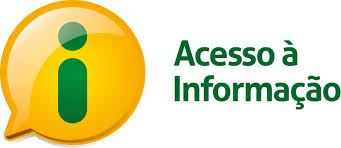 i
Acesso à
Informação